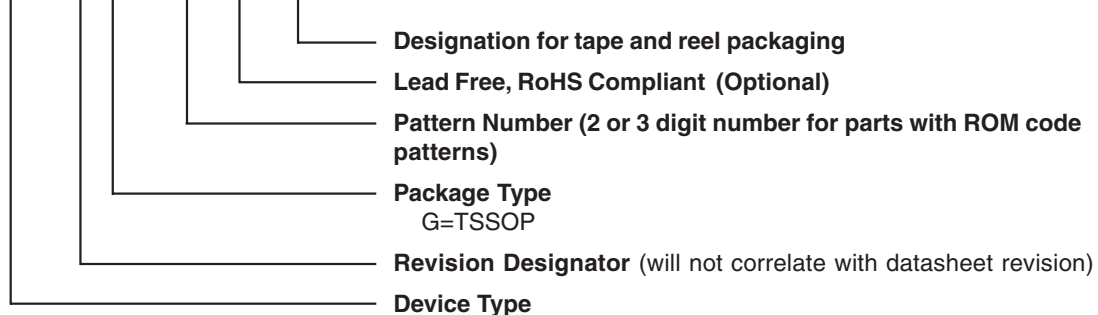 Designation for tape and reel packaging
Lead Free, RoHS Compliant (Optional)
Pattern Number (2 or 3 digit number for parts with ROM code
patterns)
Package Type
G=TSSOP
Revision Designator (will not correlate with datasheet revision)
Device Type